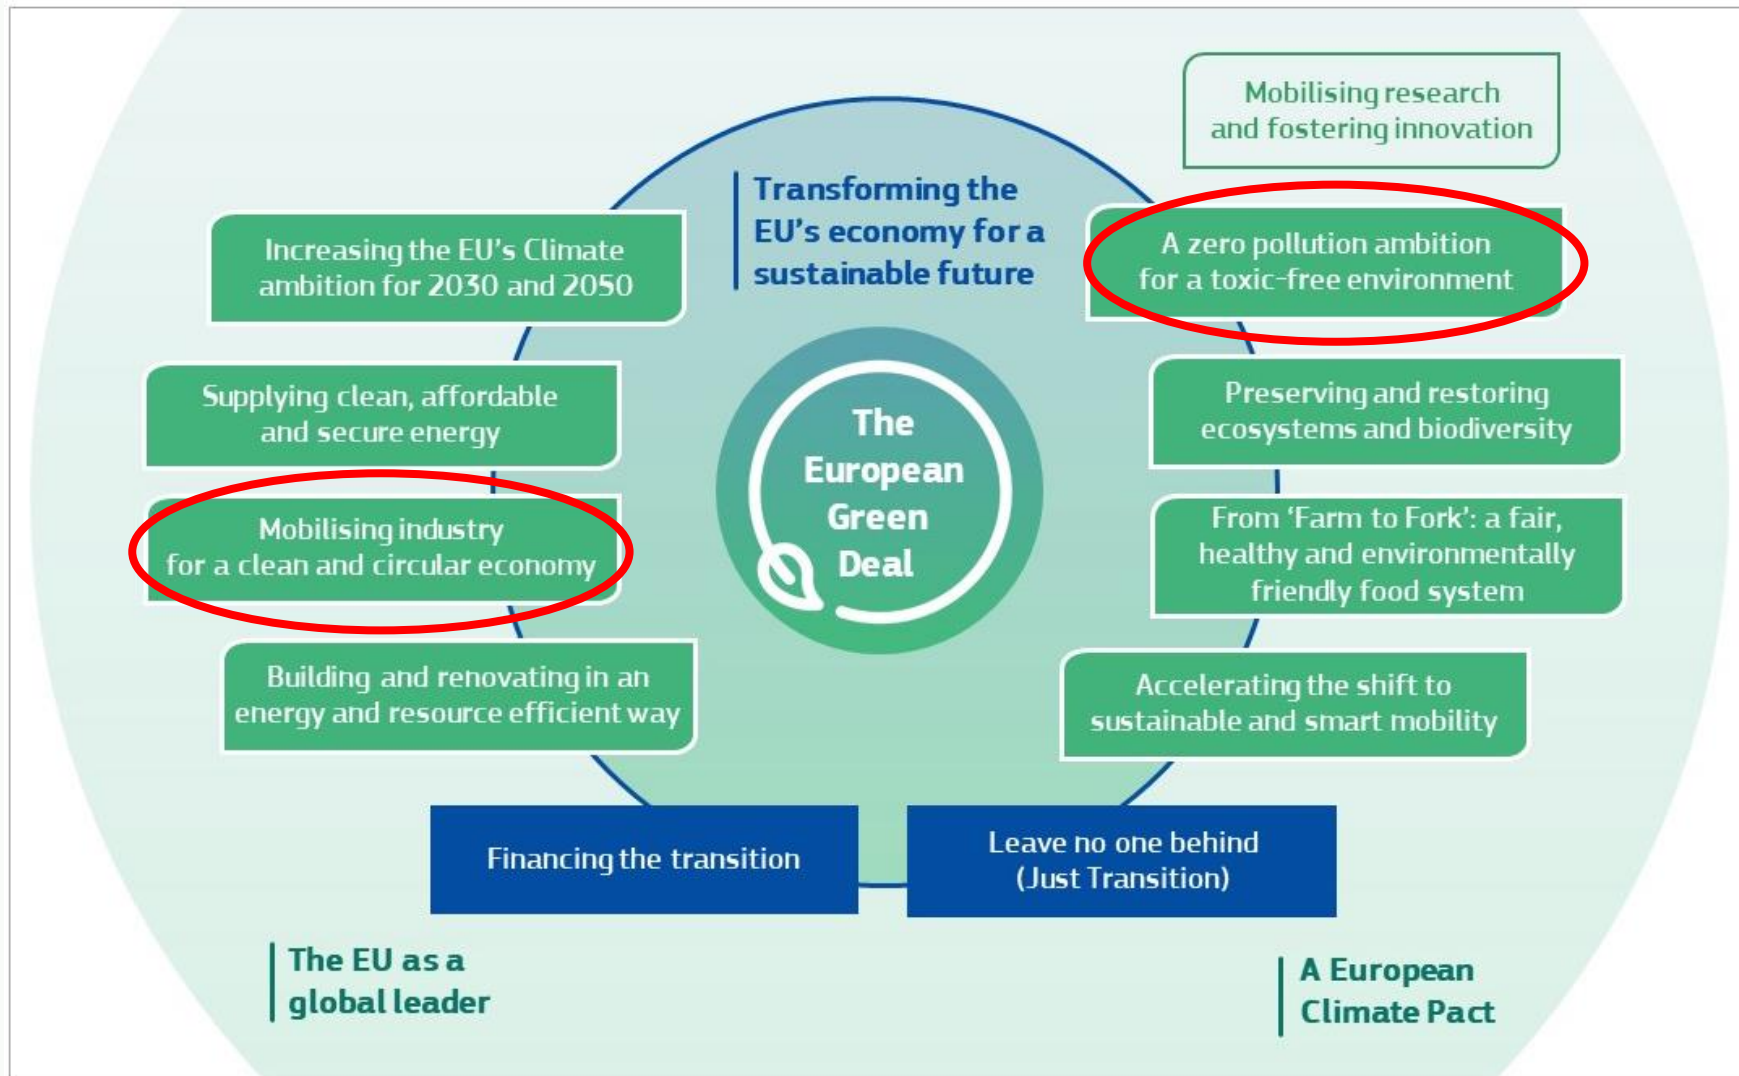 Mobilising research
and fostering innovation
Transforming the
EU's economy for a
sustainable future
Increasing the EU's Climate
ambition for 2030 and 2050
Supplying clean, affordable
and secure energy
Mobilising industry
for a clean and circular economy
Building and renovating in an
energy and resource efficient way
The
European
Green
Deal
A zero pollution ambition
for a toxic-free environment
Preserving and restoring
ecosystems and biodiversity
From ‘Farm to Fork’: a fair,
healthy and environmentally
friendly food system
Accelerating the shift to
sustainable and smart mobility
Financing the transition
Leave no one behind
(Just Transition)
The EU as a
global leader
A European
Climate Pact